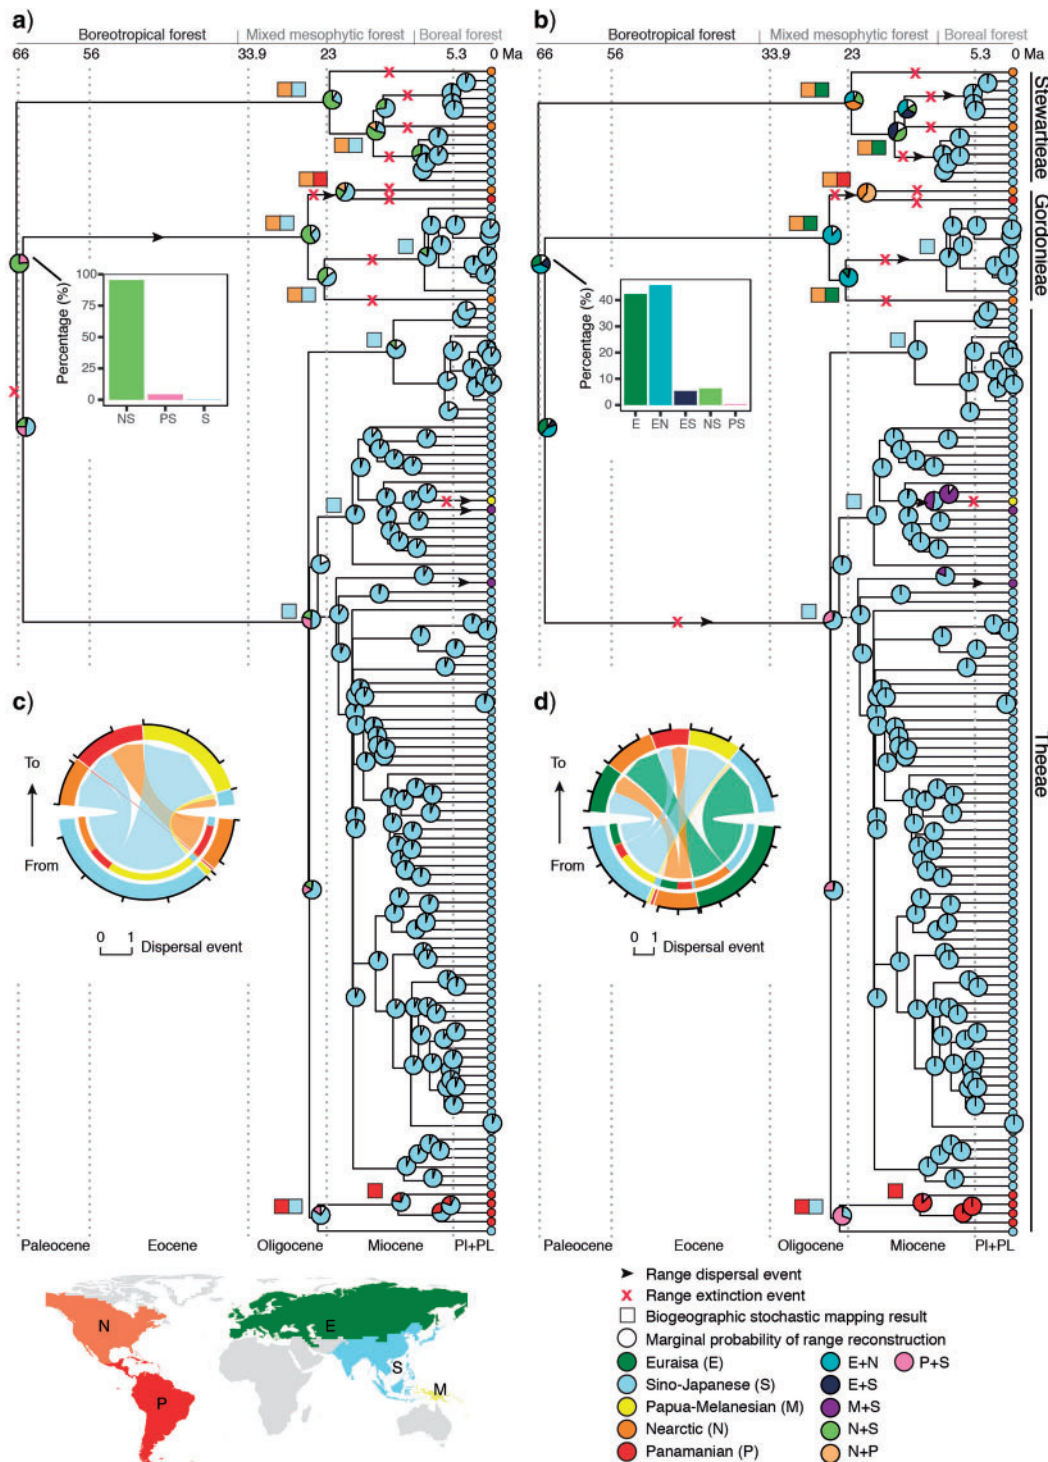 a)
Boreotropical forest
Mixed mesophytic forest
Boreal forest
66
56
33.9
23
5.3
0 Ma
Percentage (%)
100
75
50
25
0
NS
PS
S
b)
Boreotropical forest
Mixed mesophytic forest
Boreal forest
66
56
33.9
23
5.3
0 Ma
Percentage (%)
40
30
20
10
0
E
EN
ES
NS
PS
Stewartieae
Gordonieae
Theeae
c)
To
From
0 1
Dispersal event
d)
To
From
0 1
Dispersal event
Paleocene
Eocene
Oligocene
Miocene
PI+PL
Paleocene
Eocene
Oligocene
Miocene
PI+PL
N
E
S
M
P
Range dispersal event
Range extinction event
Biogeographic stochastic mapping result
Marginal probability of range reconstruction
Euraisa (E)
Sino-Japanese (S)
Papua-Melanesian (M)
Nearctic (N)
Panamanian (P)
E+N
E+S
M+S
N+S
N+P
P+S